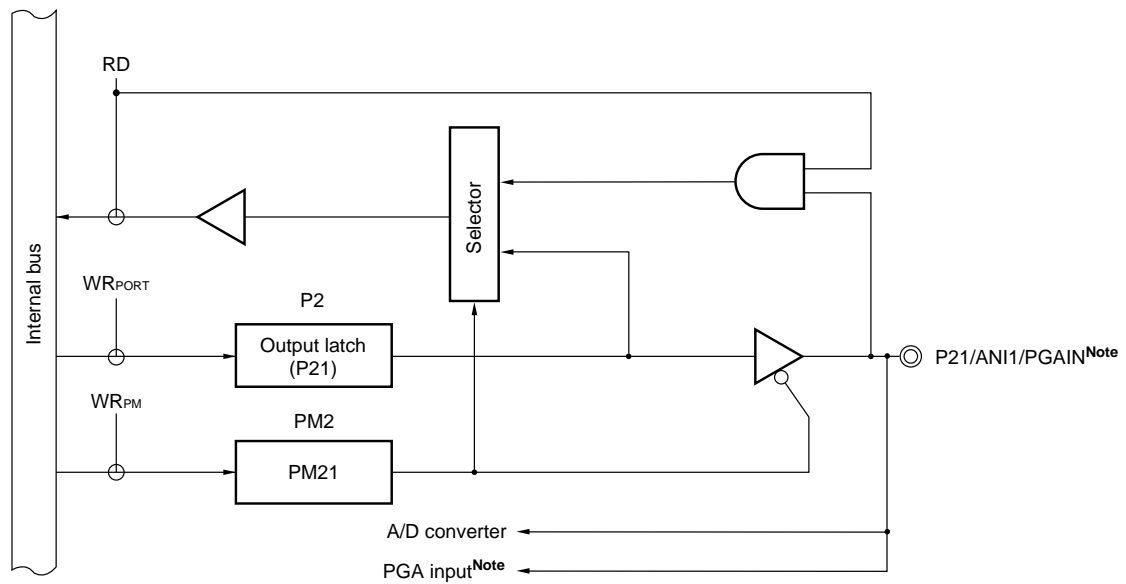 RD
Internal bus
Selector
WRPORT
P2
Output latch
(P21)
P21/ANI1/PGAINNote
WRPM
PM2
PM21
A/D converter
PGA inputNote